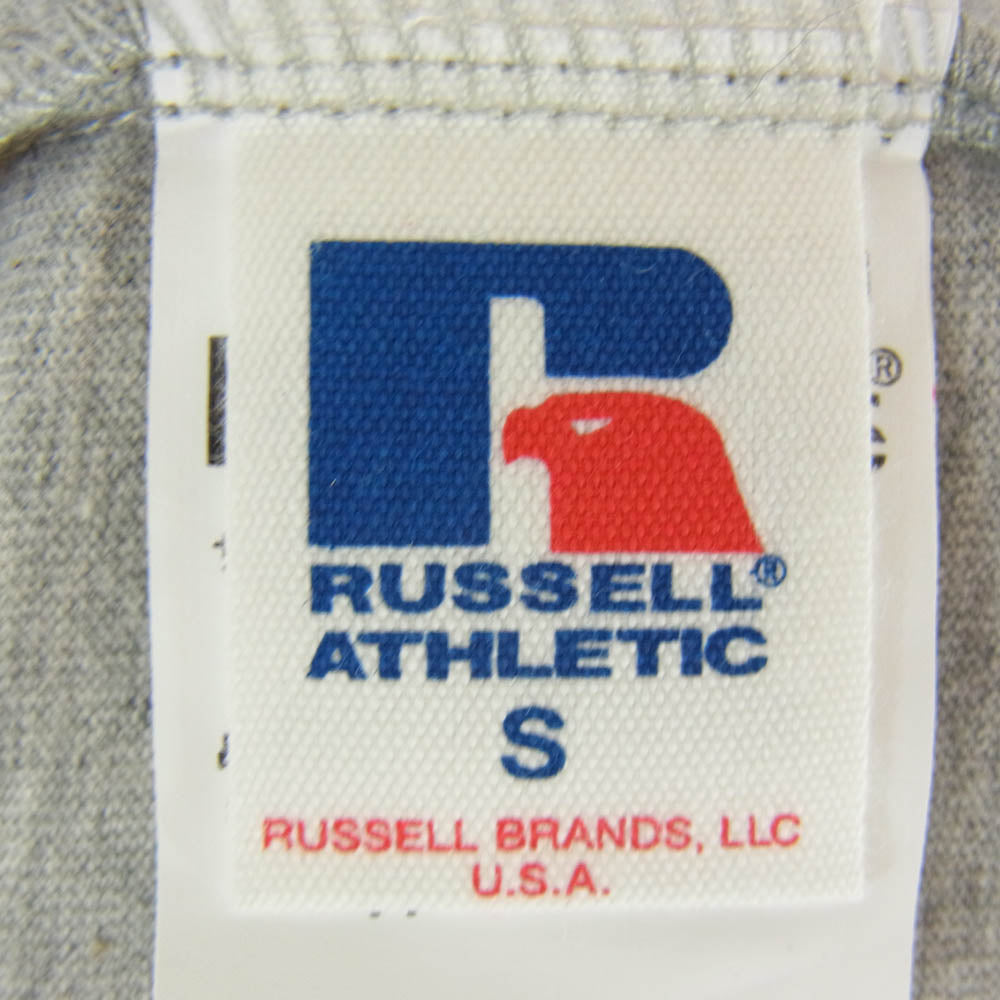 RUSSELL®
ATHLETIC
S
RUSSELL BRANDS, LLC
U.S.A.
®